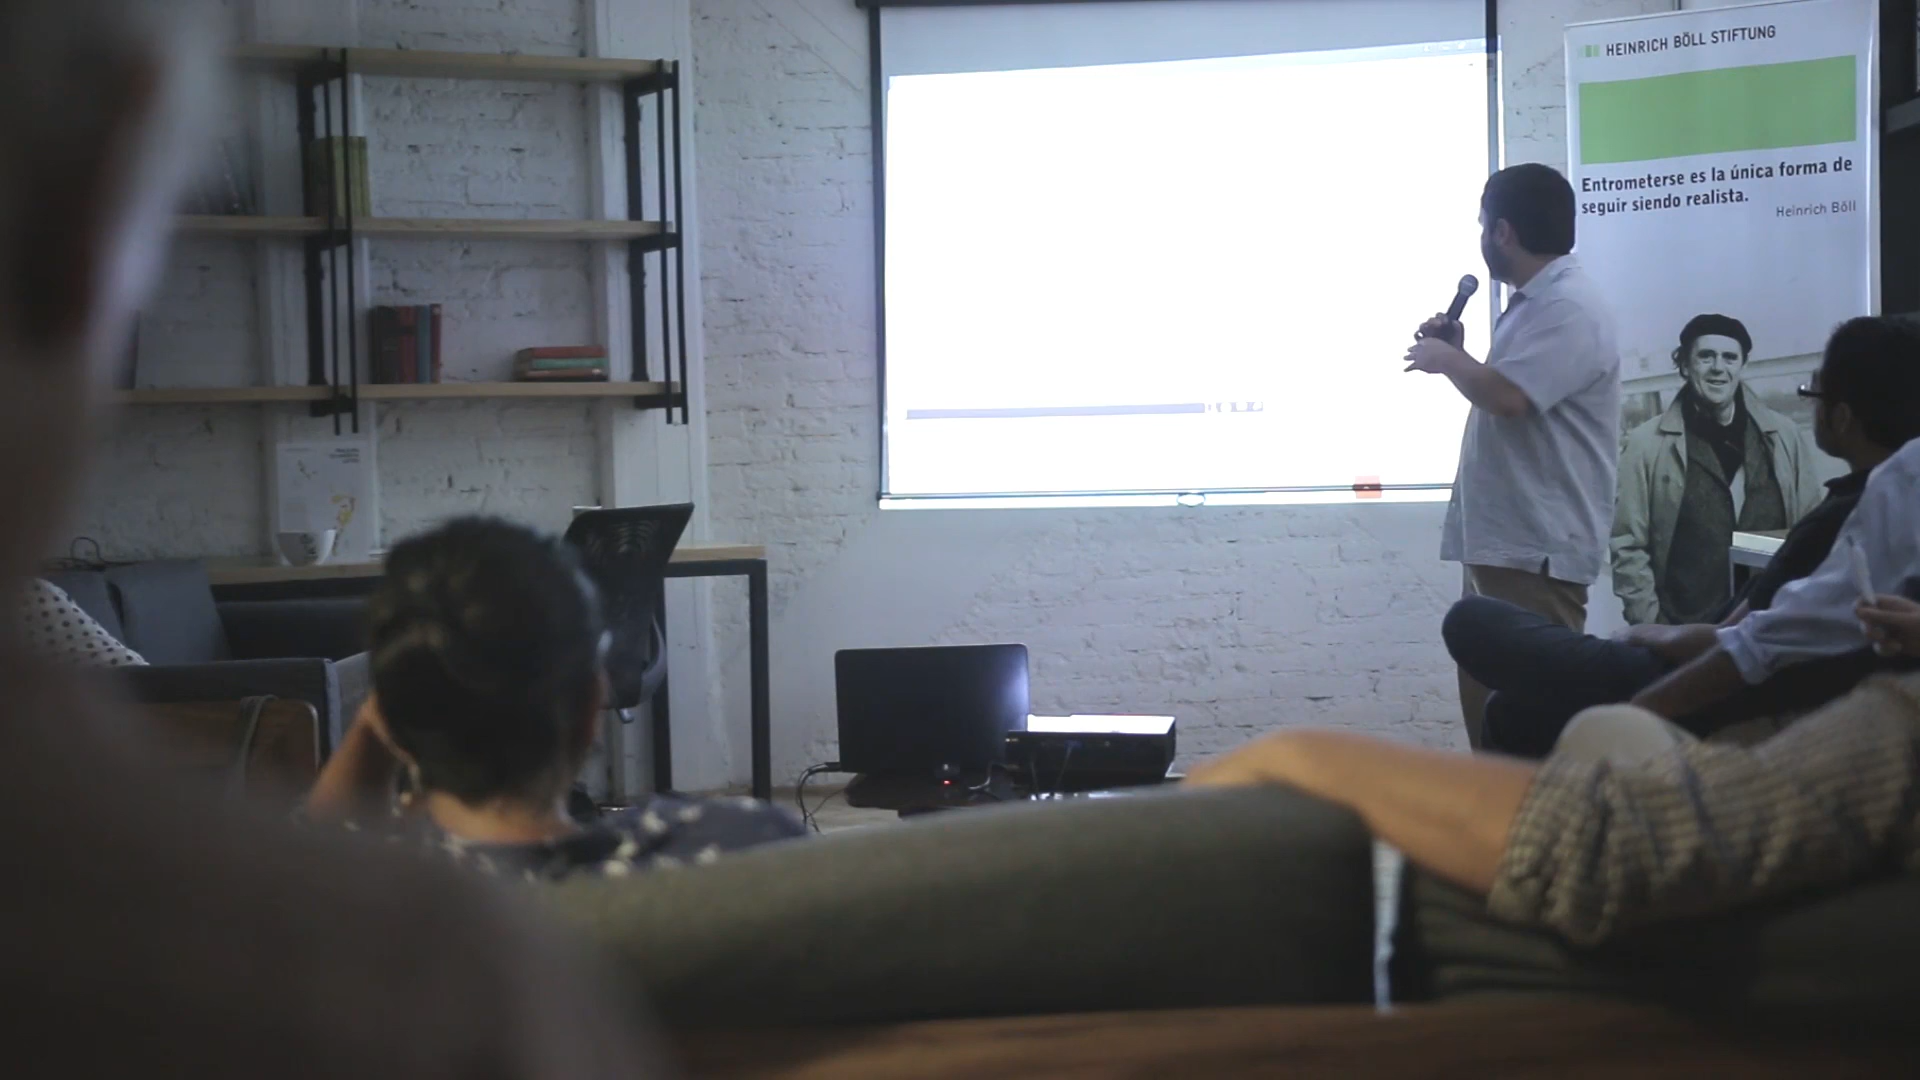 HEINRICH BÖLL STIFTUNG
Entrometerse es la única forma de
seguir siendo realista.
Heinrich Böll